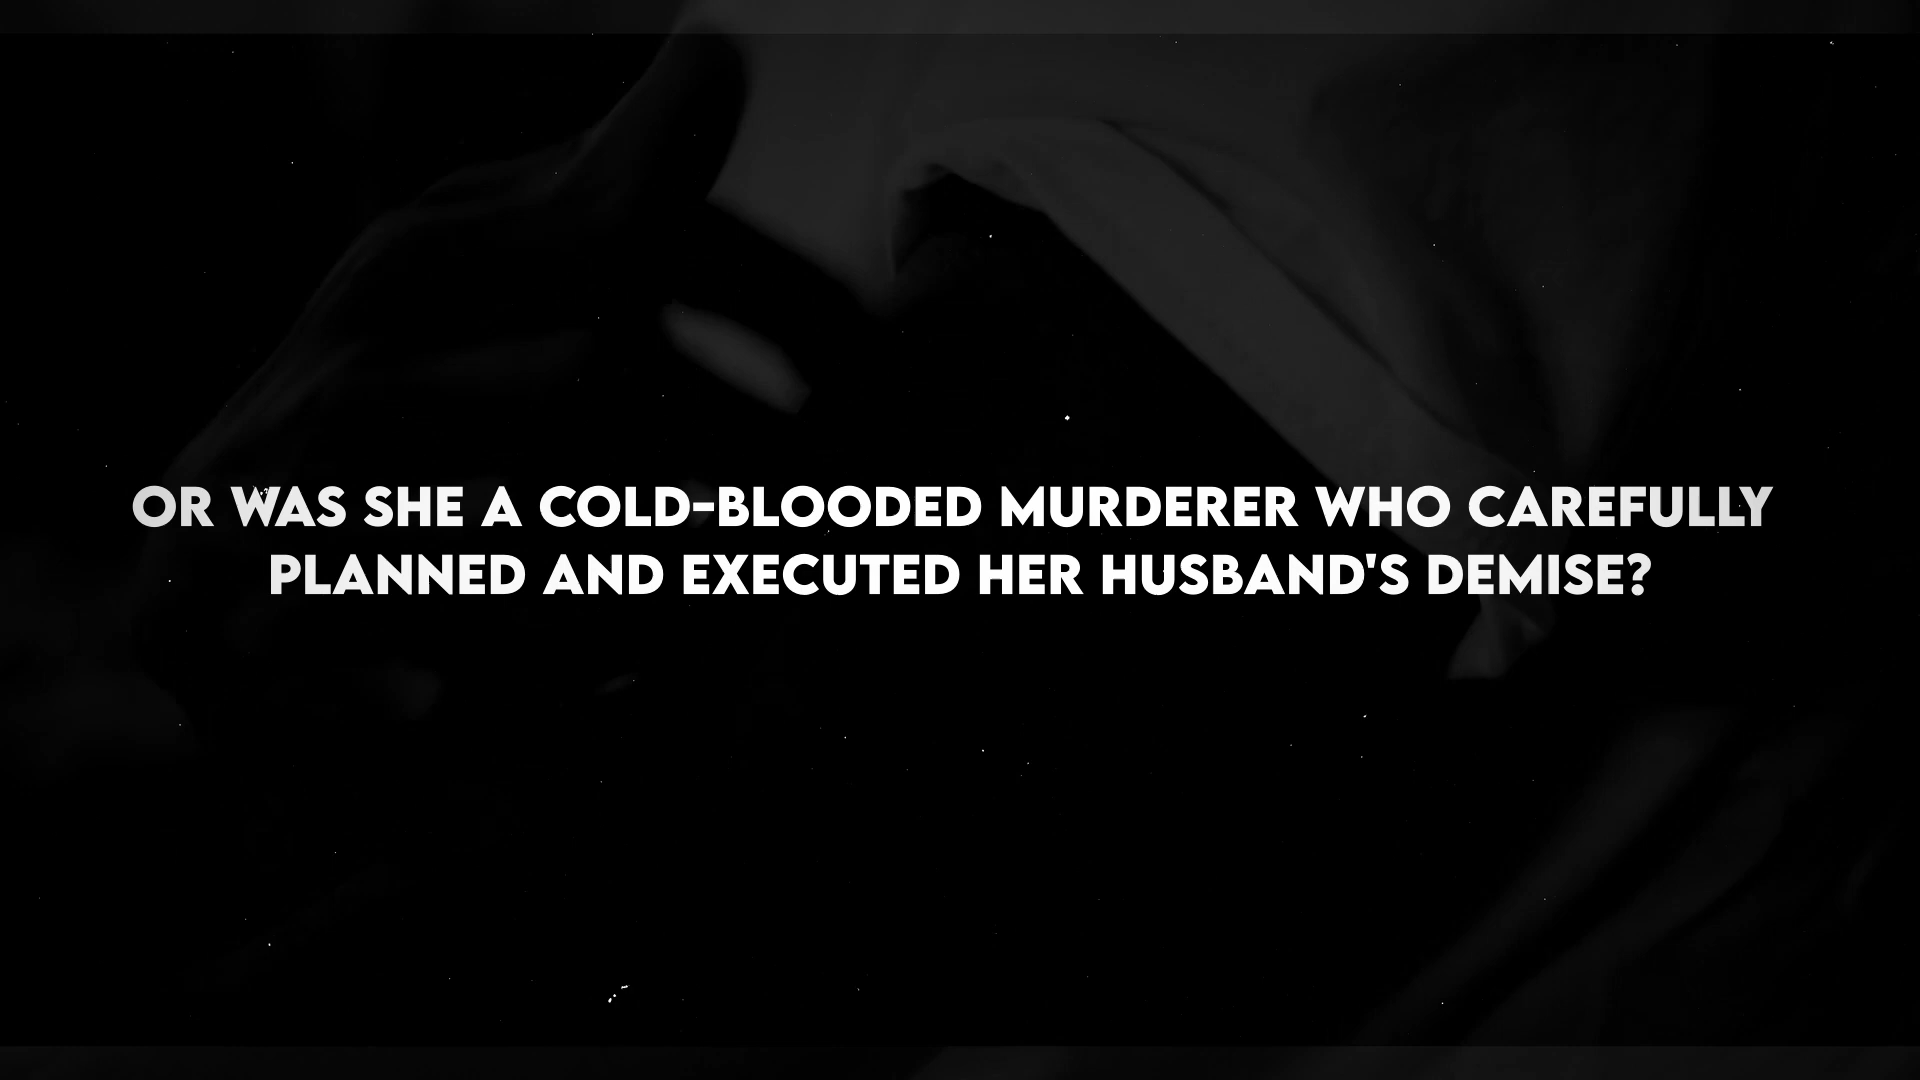 OR WAS SHE A COLD-BLOODED MURDERER WHO CAREFULLY
PLANNED AND EXECUTED HER HUSBAND'S DEMISE?